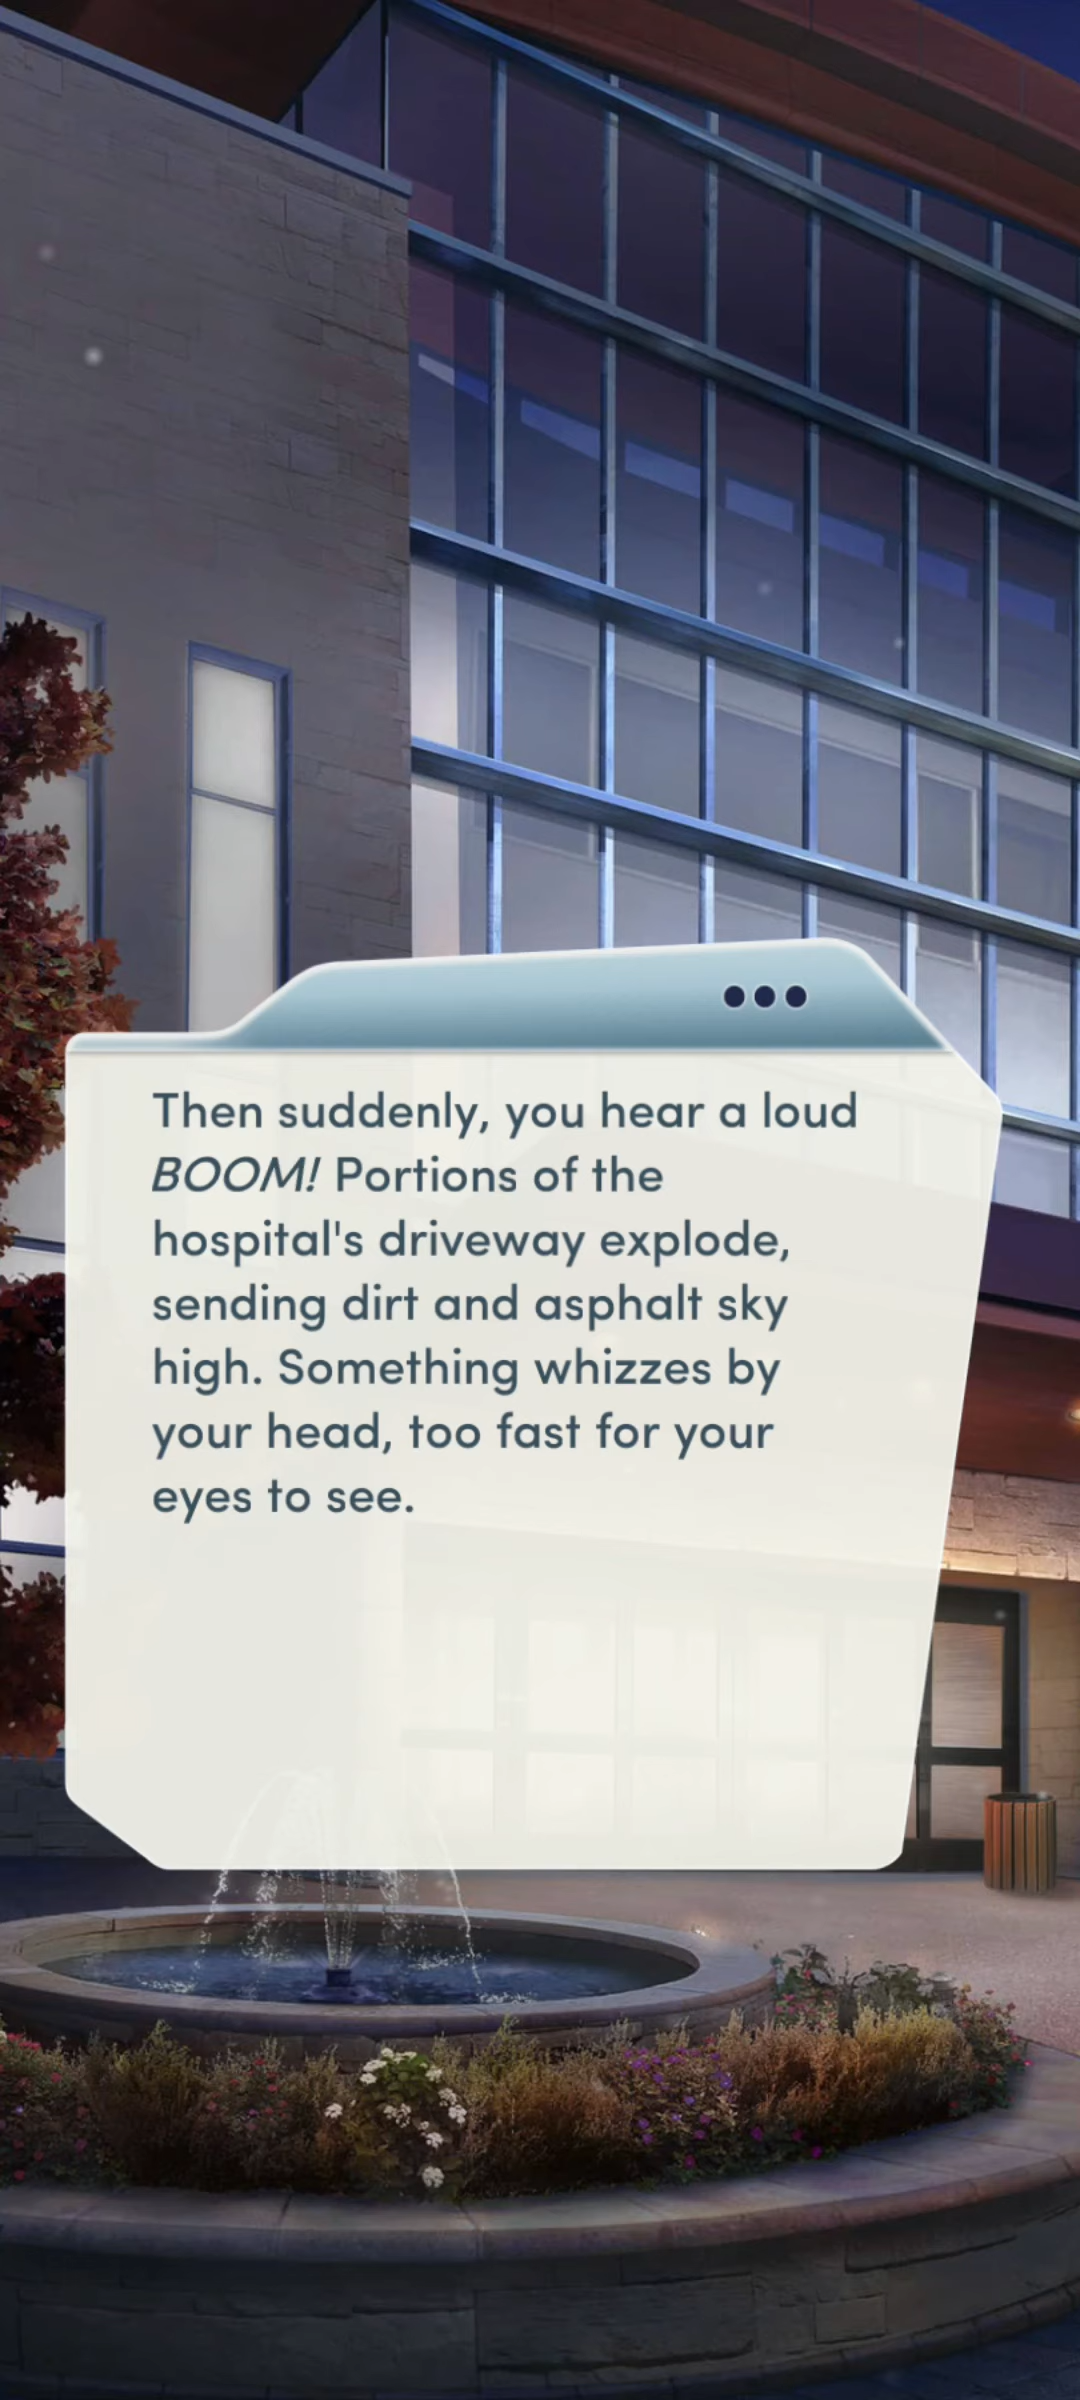 Then suddenly, you hear a loud
BOOM! Portions of the
hospital's driveway explode,
sending dirt and asphalt sky
high. Something whizzes by
your head, too fast for your
eyes to see.